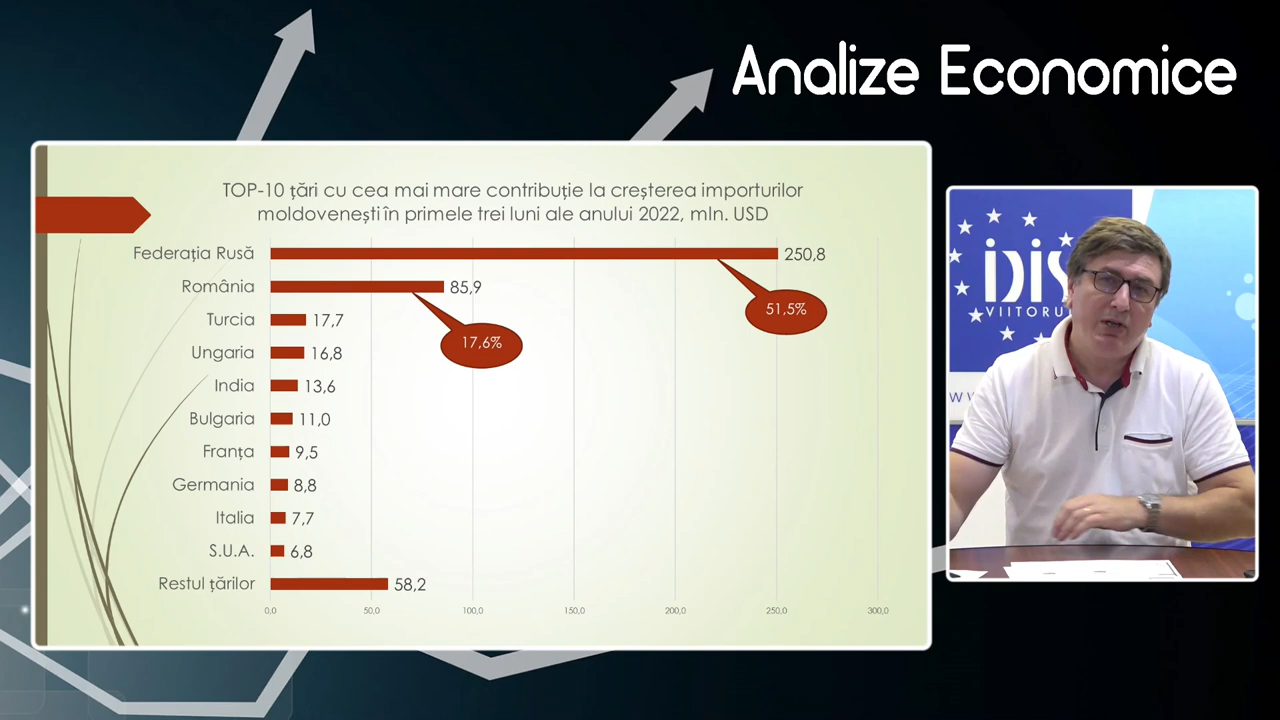 Analize Economice
TOP-10 țări cu cea mai mare contribuție la creșterea importurilor
moldovenești în primele trei luni ale anului 2022, mln. USD
Federația Rusă 250,8
51,5%
România 85,9
17,6%
Turcia 17,7
Ungaria 16,8
India 13,6
Bulgaria 11,0
Franța 9,5
Germania 8,8
Italia 7,7
S.U.A. 6,8
Restul țărilor 58,2
0,0 50,0 100,0 150,0 200,0 250,0 300,0
IDIS
VIITORU